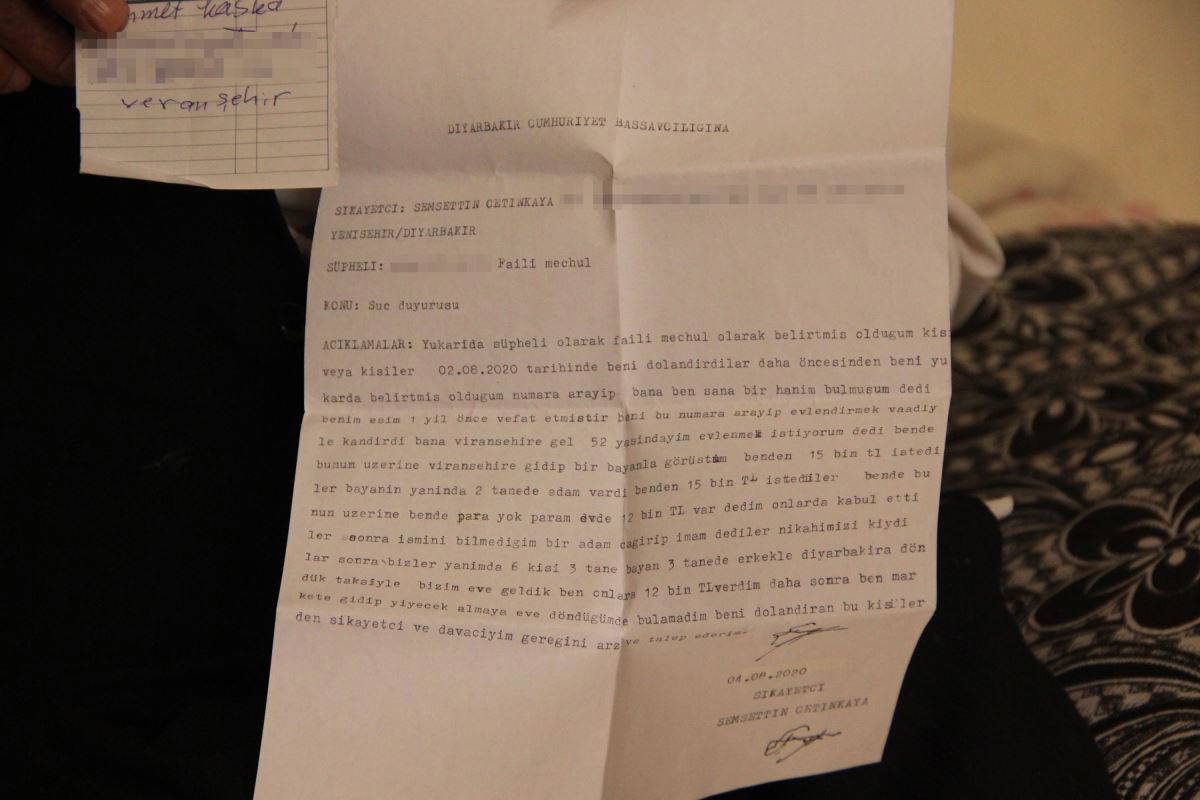 hmet kaska
veranşehir
DIYARBAKIR CUMHURIYET BASSAVCILIGINA
SIKAYETCI: SEMSETTIN CETINKAYA
YENISEHIR/DIYARBAKIR
SÜPHELI: Faili mechul
KONU: Suc duyurusu
ACIKLAMALAR: Yukarida süpheli olarak faili mechul olarak belirtmis oldugum kis
veya kisiler 02.08.2020 tarihinde beni dolandirdilar daha öncesinden beni yu
karda belirtmis oldugum numara arayip bana ben sana bir hanim bulmusum dedi
benim esim 1 yil önce vefat etmistir beni bu numara arayip evlendirmek vaadiy
le kandirdi bana viransehire gel 52 yasindayim evlenmek istiyorum dedi bende
bunun uzerine viransehire gidip bir bayanla görüstüm benden 15 bin tl istedi
ler bayanin yaninda 2 tanede adam vardi benden 15 bin TL istediler bende bu
nun uzerine bende para yok param evde 12 bin TL var dedim onlarda kabul etti
ler sonra ismini bilmedigim bir adam cagirip imam dediler nikahimizi kiydi
lar sonra bizler yanimda 6 kisi 3 tane bayan 3 tanede erkekle diyarbakira dön
dük taksiyle bizim eve geldik ben onlara 12 bin TLverdim daha sonra ben mar
kete gidip yiyecek almaya eve döndügümde bulamadim beni dolandiran bu kisiler
den sikayetci ve davaciyim geregini arz ve talep ederim.
04.08.2020
SIKAYETCI
SEMSETTIN CETINKAYA